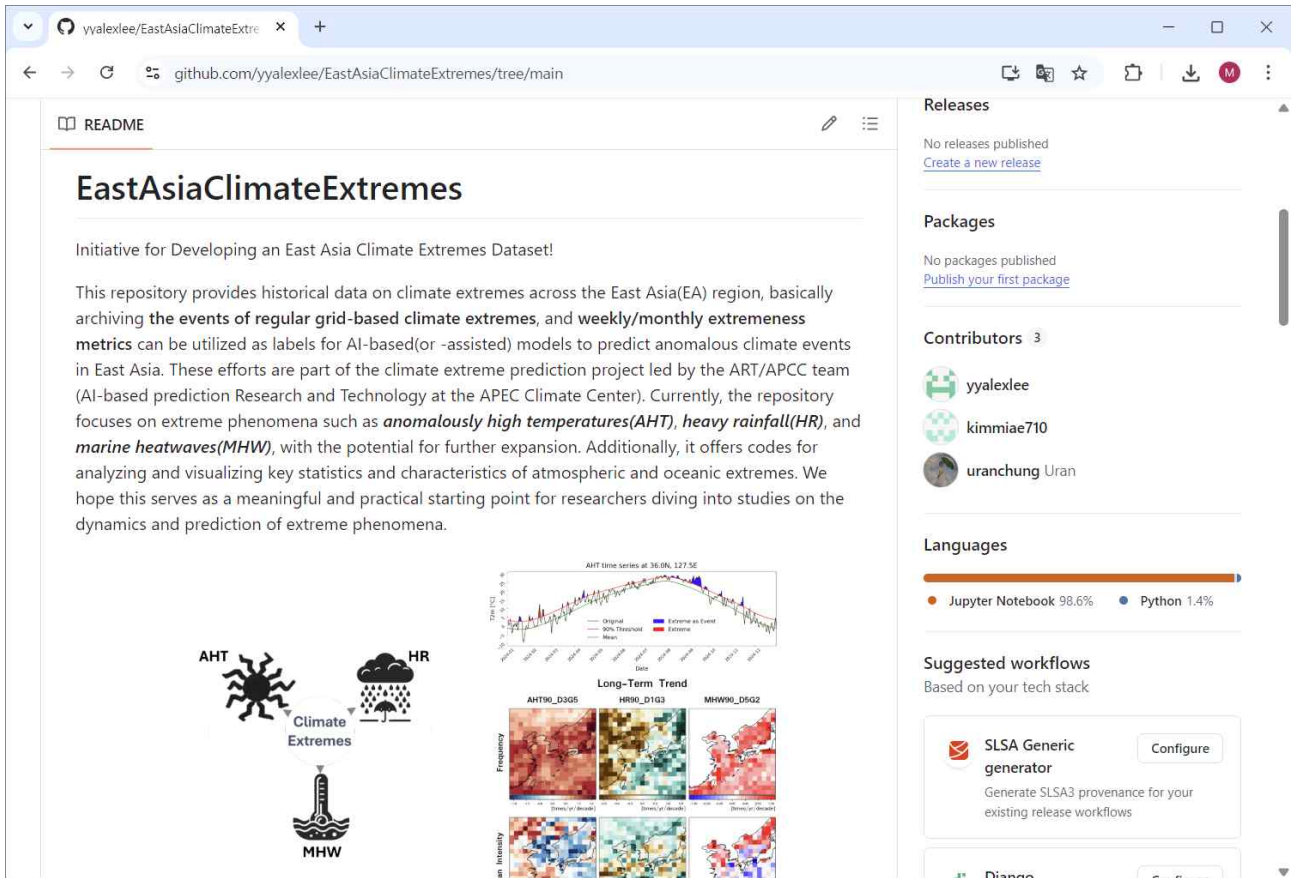 yyalexlee/EastAsiaClimateExtre
github.com/yyalexlee/EastAsiaClimateExtremes/tree/main
M
README
EastAsiaClimateExtremes
Initiative for Developing an East Asia Climate Extremes Dataset!
This repository provides historical data on climate extremes across the East Asia(EA) region, basically
archiving the events of regular grid-based climate extremes, and weekly/monthly extremeness
metrics can be utilized as labels for AI-based(or -assisted) models to predict anomalous climate events
in East Asia. These efforts are part of the climate extreme prediction project led by the ART/APCC team
(AI-based prediction Research and Technology at the APEC Climate Center). Currently, the repository
focuses on extreme phenomena such as anomalously high temperatures(AHT), heavy rainfall(HR), and
marine heatwaves(MHW), with the potential for further expansion. Additionally, it offers codes for
analyzing and visualizing key statistics and characteristics of atmospheric and oceanic extremes. We
hope this serves as a meaningful and practical starting point for researchers diving into studies on the
dynamics and prediction of extreme phenomena.
AHT
HR
Climate
Extremes
MHW
AHT time series at 36.0N, 127.5E
Original
90% Threshold
Mean
Extreme as Event
Extreme
Date
Long-Term Trend
AHT90_D3G5
HR90_D1G3
MHW90_D5G2
Frequency
[times/yr/decade]
[times/yr/decade]
[times/yr/decade]
Intensity
Releases
No releases published
Create a new release
Packages
No packages published
Publish your first package
Contributors 3
yyalexlee
kimmiae710
uranchung Uran
Languages
Jupyter Notebook 98.6%
Python 1.4%
Suggested workflows
Based on your tech stack
SLSA Generic
generator
Configure
Generate SLSA3 provenance for your
existing release workflows
Django